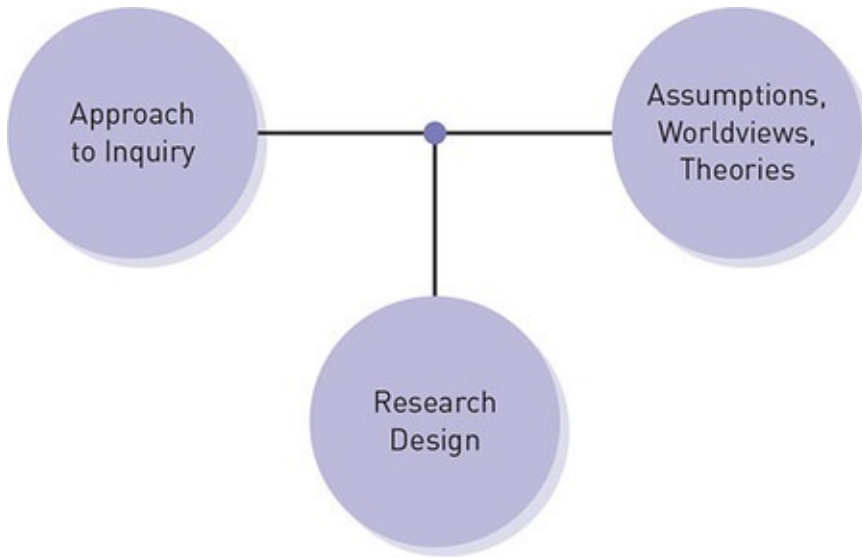 Approach
to Inquiry
Assumptions,
Worldviews,
Theories
Research
Design